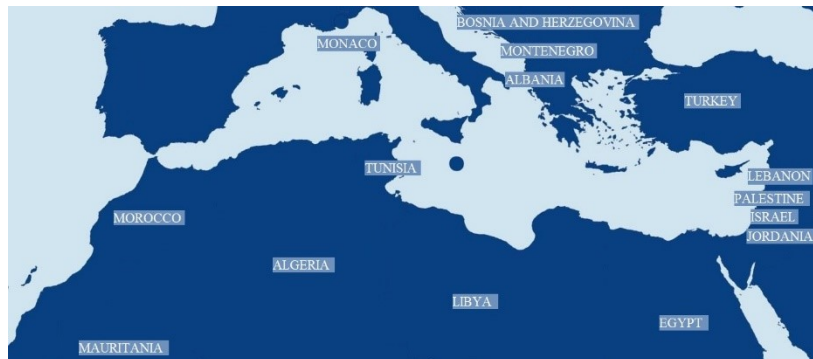 BOSNIA AND HERZEGOVINA
MONACO
MONTENEGRO
ALBANIA
TURKEY
TUNISIA
LEBANON
PALESTINE
MOROCCO
ISRAEL
JORDANIA
ALGERIA
LIBYA
EGYPT
MAURITANIA